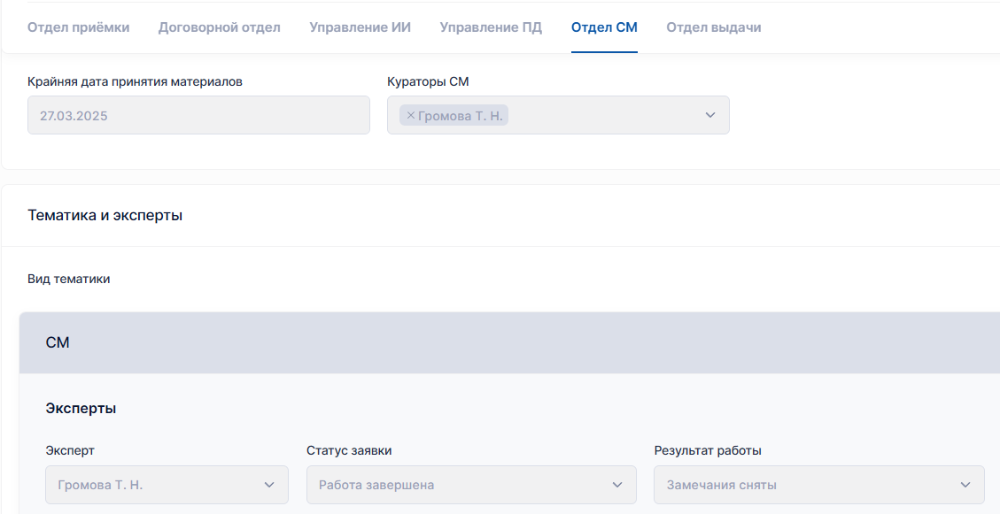 Отдел приёмки Договорной отдел Управление ИИ Управление ПД Отдел СМ Отдел выдачи
Крайняя дата принятия материалов Кураторы СМ
27.03.2025 × Громова Т. Н.
Тематика и эксперты
Вид тематики
СМ
Эксперты
Эксперт Статус заявки Результат работы
Громова Т. Н. Работа завершена Замечания сняты